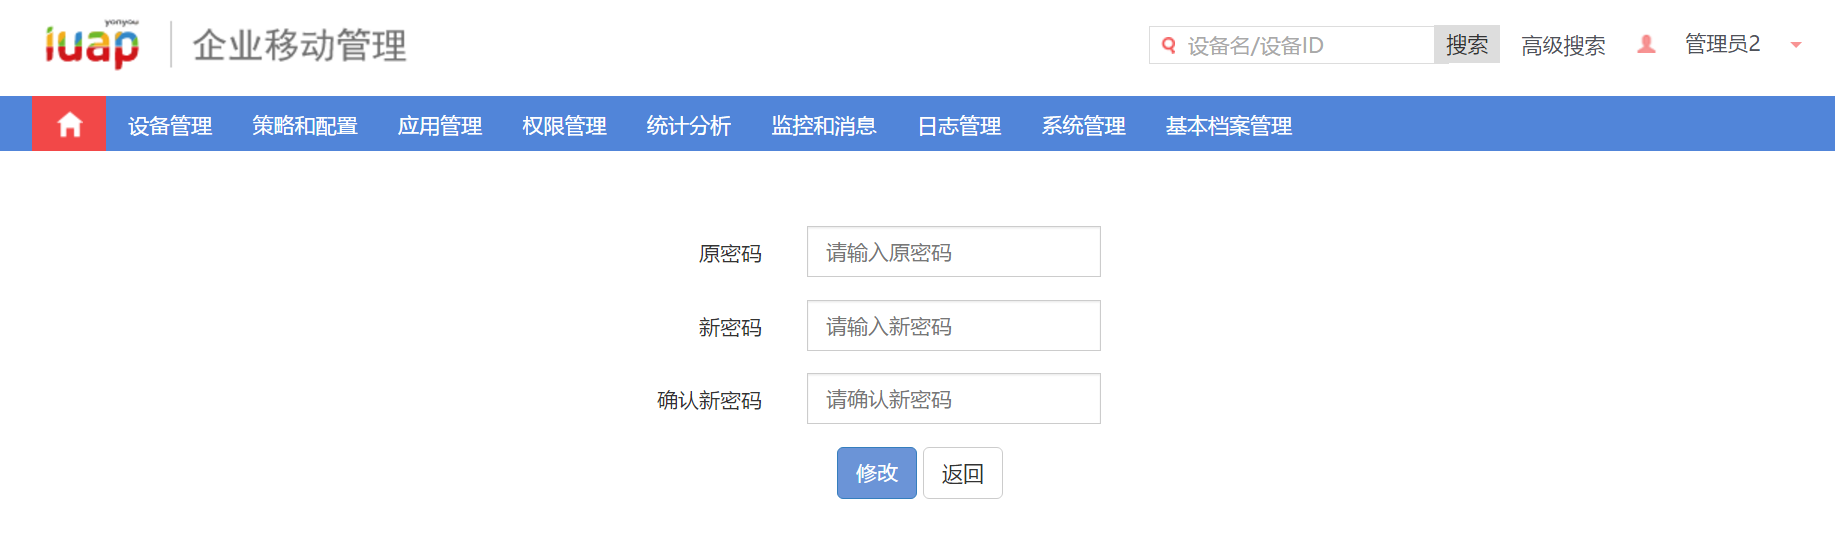 yonyou
iuap 企业移动管理
设备名/设备ID 搜索 高级搜索 管理员2
设备管理 策略和配置 应用管理 权限管理 统计分析 监控和消息 日志管理 系统管理 基本档案管理
原密码 请输入原密码
新密码 请输入新密码
确认新密码 请确认新密码
修改 返回